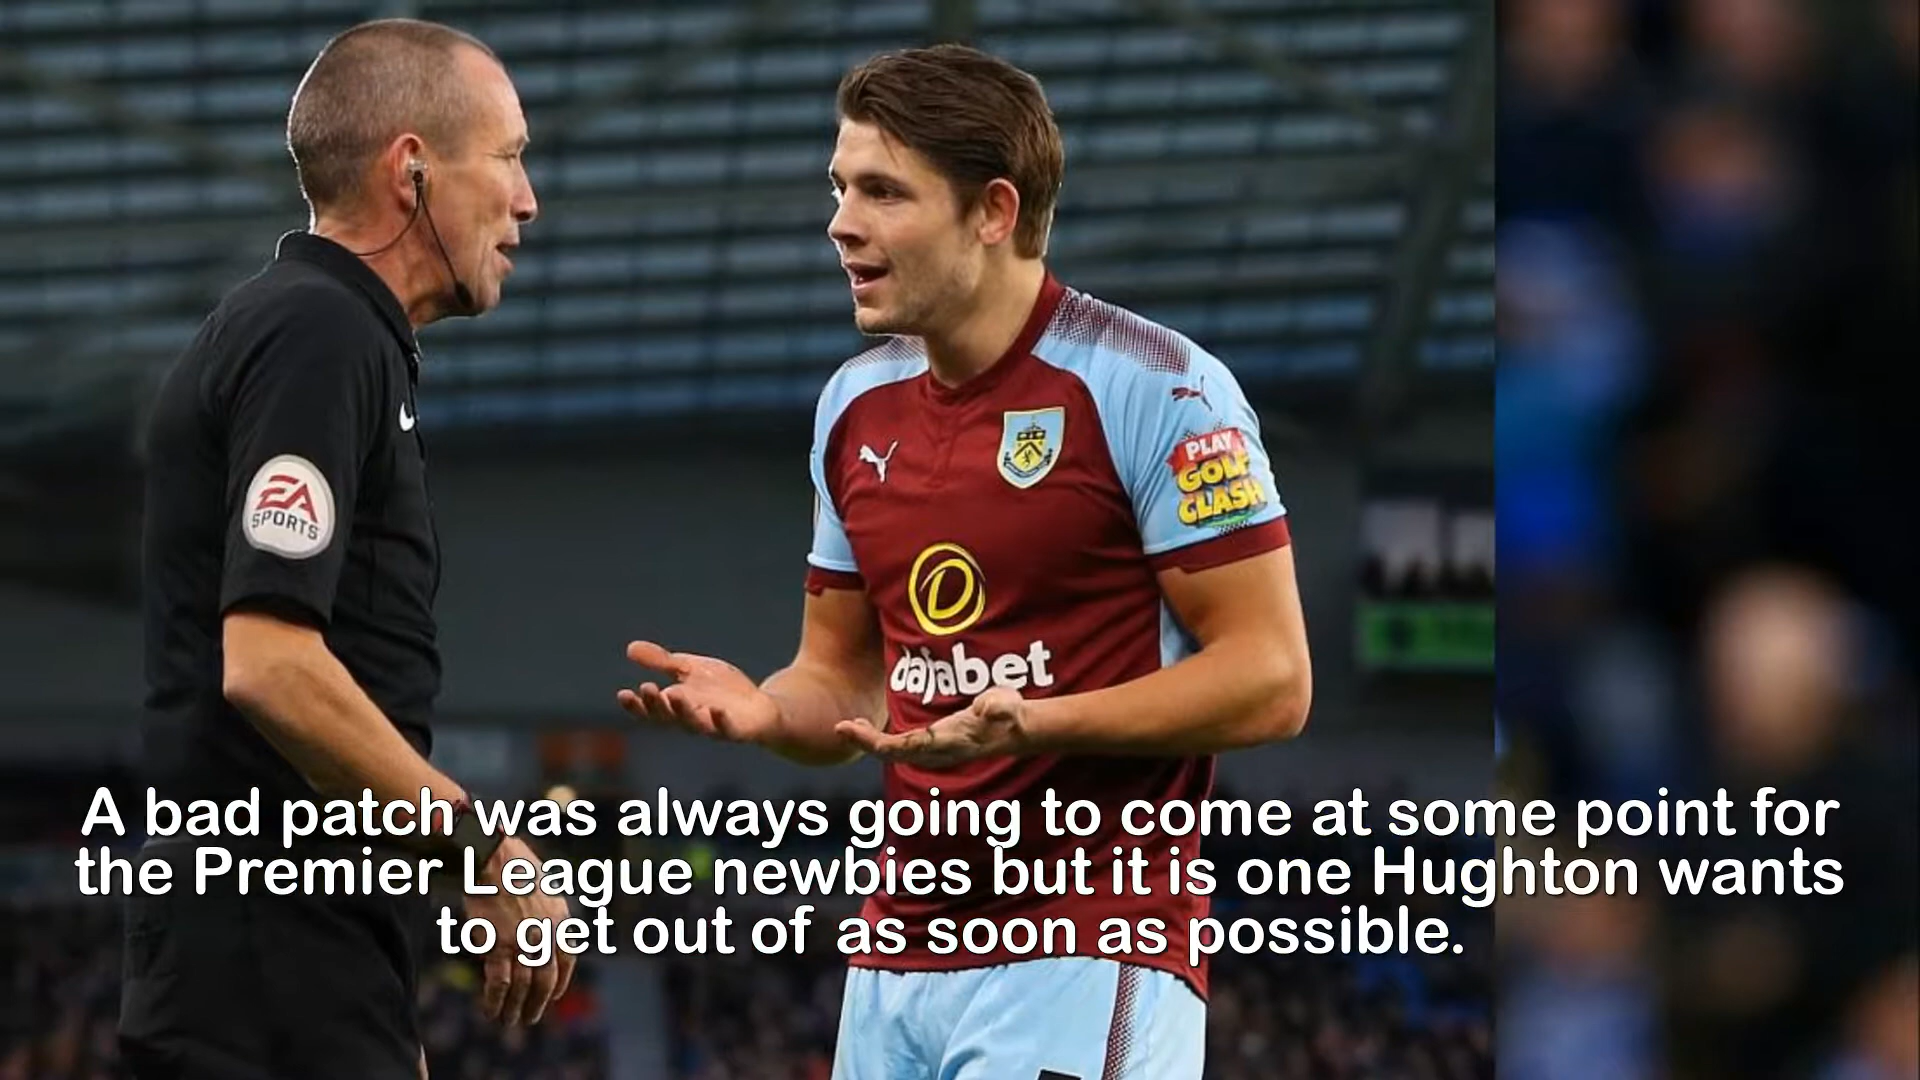 EA
SPORTS
PLAY
GOLF
CLASH
dafabet
A bad patch was always going to come at some point for
the Premier League newbies but it is one Hughton wants
to get out of as soon as possible.